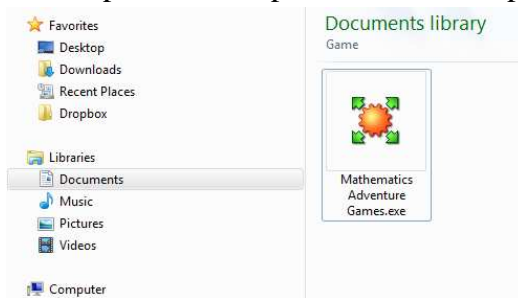 Favorites
Desktop
Downloads
Recent Places
Dropbox
Libraries
Documents
Music
Pictures
Videos
Computer
Documents library
Game
Mathematics
Adventure
Games.exe